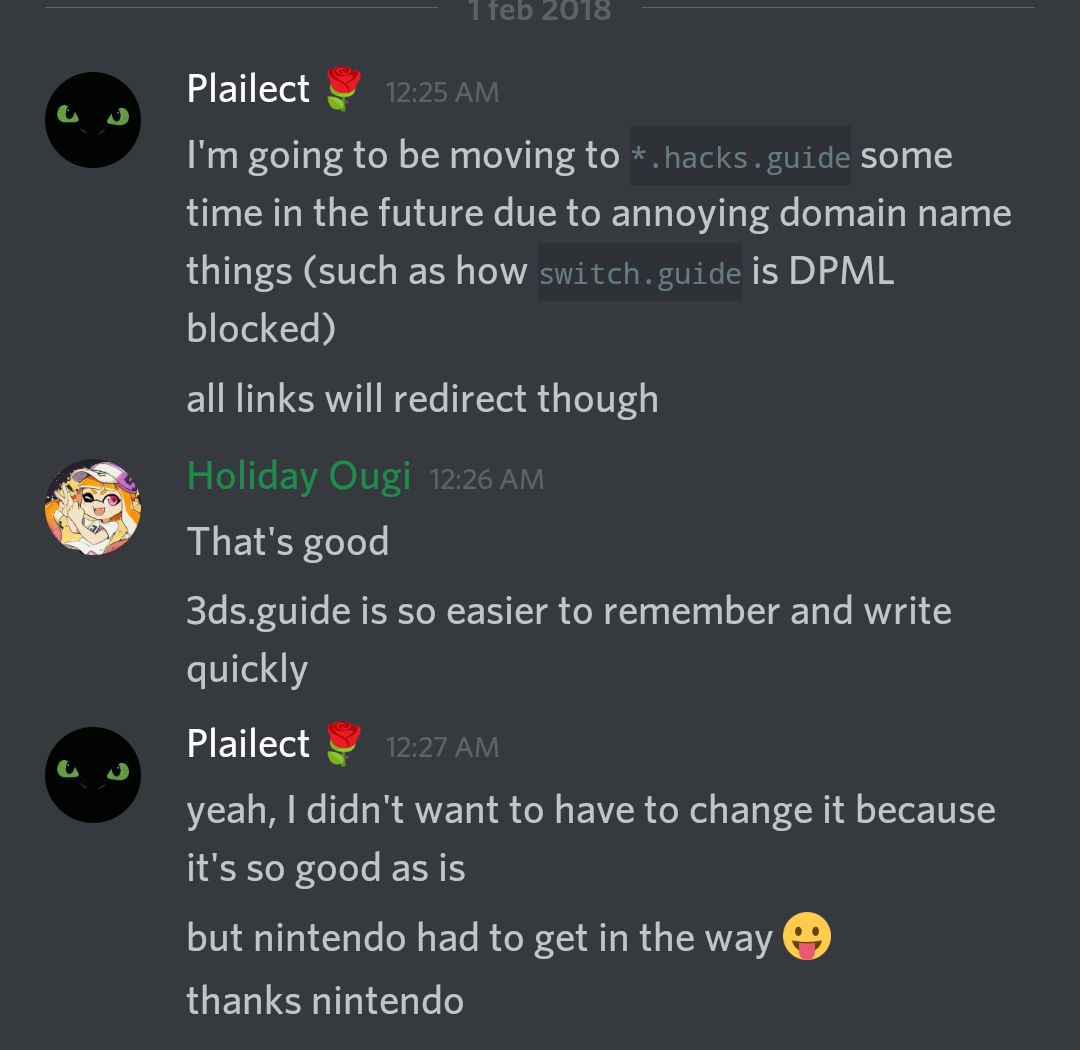 1 feb 2018
Plailect 🌹 12:25 AM
I'm going to be moving to *.hacks.guide some
time in the future due to annoying domain name
things (such as how switch.guide is DPML
blocked)
all links will redirect though
Holiday Ougi 12:26 AM
That's good
3ds.guide is so easier to remember and write
quickly
Plailect 🌹 12:27 AM
yeah, I didn't want to have to change it because
it's so good as is
but nintendo had to get in the way 😛
thanks nintendo